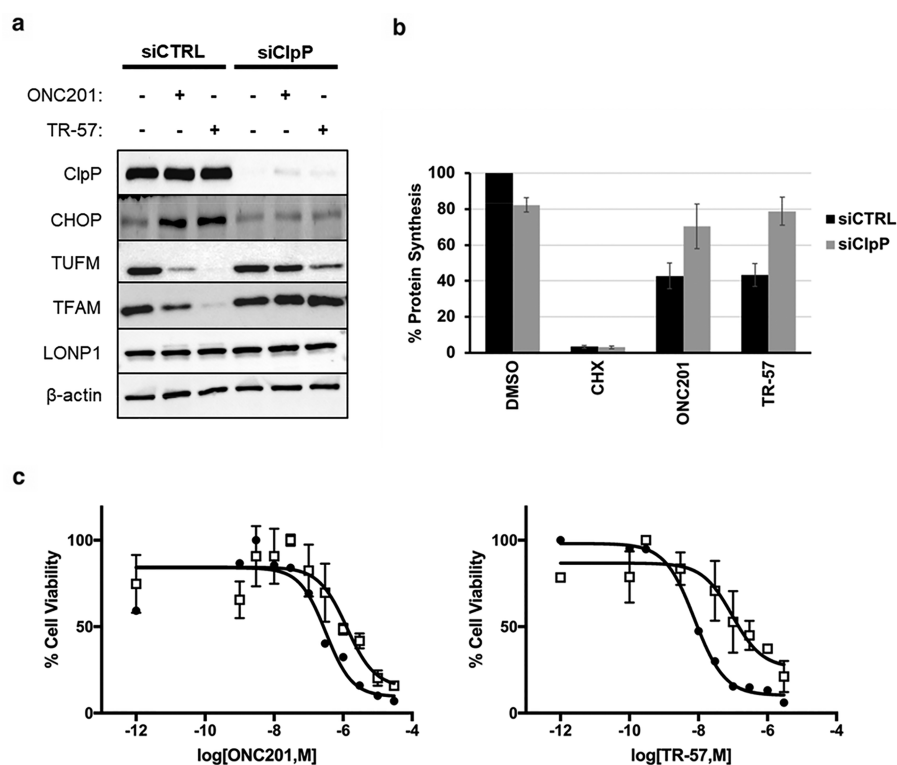 a
siCTRL siClpP
ONC201: - + - - + -
TR-57: - - + - - +
ClpP
CHOP
TUFM
TFAM
LONP1
β-actin
b
% Protein Synthesis
100
80
60
40
20
0
DMSO CHX ONC201 TR-57
siCTRL
siClpP
c
% Cell Viability
100
50
0
-12 -10 -8 -6 -4
log[ONC201,M]
% Cell Viability
100
50
0
-12 -10 -8 -6 -4
log[TR-57,M]